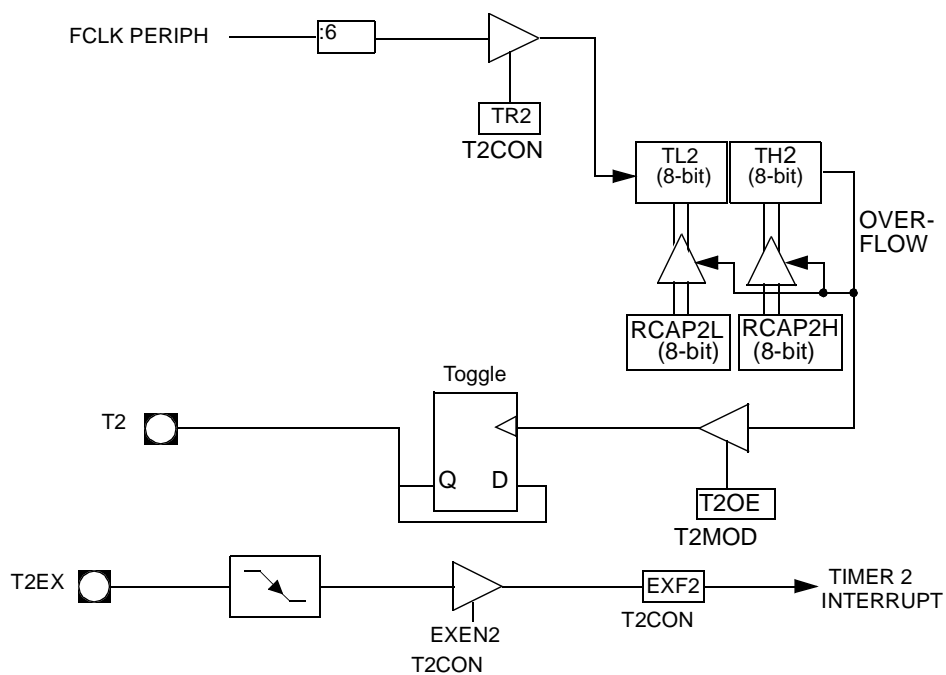 FCLK PERIPH
:6
TR2
T2CON
TL2
(8-bit)
TH2
(8-bit)
OVER-
FLOW
RCAP2L
(8-bit)
RCAP2H
(8-bit)
Toggle
T2
Q
D
T2OE
T2MOD
T2EX
EXEN2
T2CON
EXF2
T2CON
TIMER 2
INTERRUPT